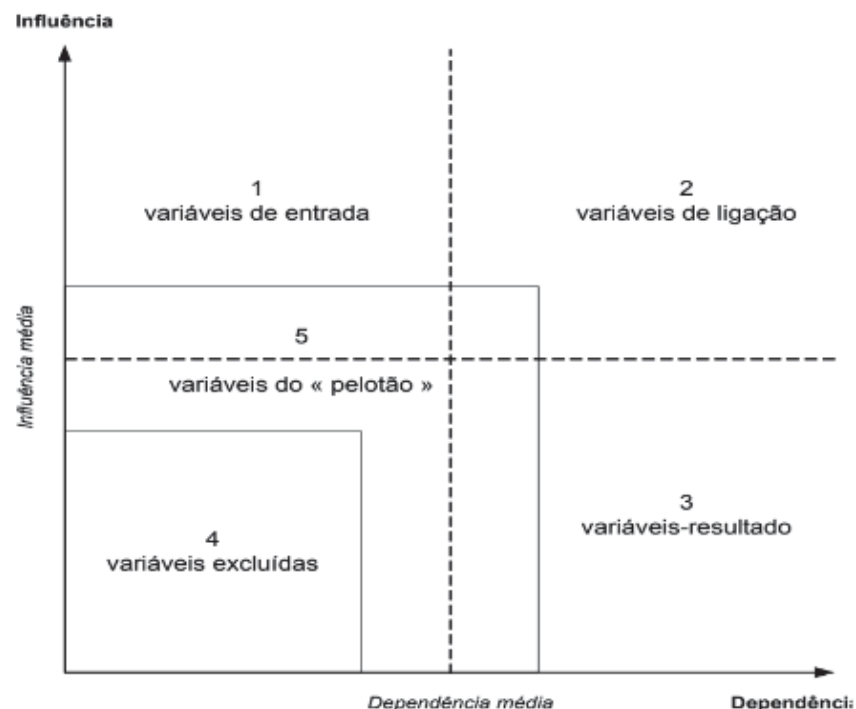 Influência
1
variáveis de entrada
2
variáveis de ligação
Influência média
5
variáveis do « pelotão »
3
variáveis-resultado
4
variáveis excluídas
Dependência média
Dependênci